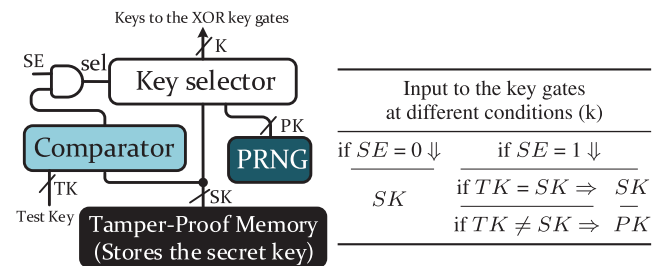 Keys to the XOR key gates
K
SE
sel
Key selector
PK
Comparator
PRNG
TK
SK
Test Key
Tamper-Proof Memory
(Stores the secret key)
Input to the key gates
at different conditions (k)
if SE = 0 ⇓ if SE = 1 ⇓
SK
if TK = SK ⇒ SK
if TK ≠ SK ⇒ PK